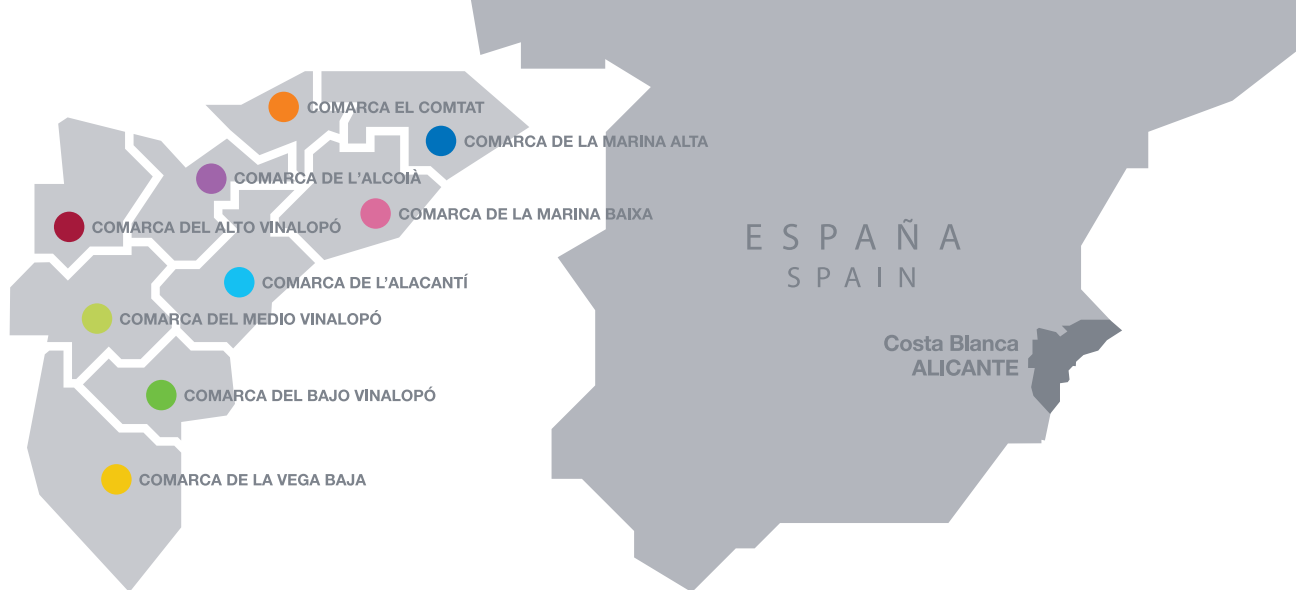 COMARCA EL COMTAT
COMARCA DE LA MARINA ALTA
COMARCA DE L'ALCOIÀ
COMARCA DE LA MARINA BAIXA
COMARCA DEL ALTO VINALOPÓ
COMARCA DE L'ALACANTÍ
COMARCA DEL MEDIO VINALOPÓ
COMARCA DEL BAJO VINALOPÓ
COMARCA DE LA VEGA BAJA
ESPAÑA
SPAIN
Costa Blanca
ALICANTE